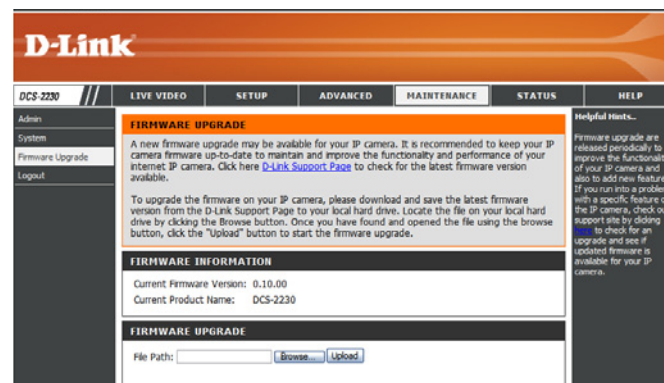 D-Link
DCS-2230
LIVE VIDEO
SETUP
ADVANCED
MAINTENANCE
STATUS
HELP
Admin
System
Firmware Upgrade
Logout
FIRMWARE UPGRADE
A new firmware upgrade may be available for your IP camera. It is recommended to keep your IP
camera firmware up-to-date to maintain and improve the functionality and performance of your
internet IP camera. Click here D-Link Support Page to check for the latest firmware version
available.
To upgrade the firmware on your IP camera, please download and save the latest firmware
version from the D-Link Support Page to your local hard drive. Locate the file on your local hard
drive by clicking the Browse button. Once you have found and opened the file using the browse
button, click the "Upload" button to start the firmware upgrade.
FIRMWARE INFORMATION
Current Firmware Version: 0.10.00
Current Product Name: DCS-2230
FIRMWARE UPGRADE
File Path:
Browse...
Upload
Helpful Hints..
Firmware upgrade are
released periodically to
improve the functionalit
of your IP camera and
also to add new feature
If you run into a proble
with a specific feature o
the IP camera, check ou
support site by clicking
here to check for an
upgrade and see if
updated firmware is
available for your IP
camera.